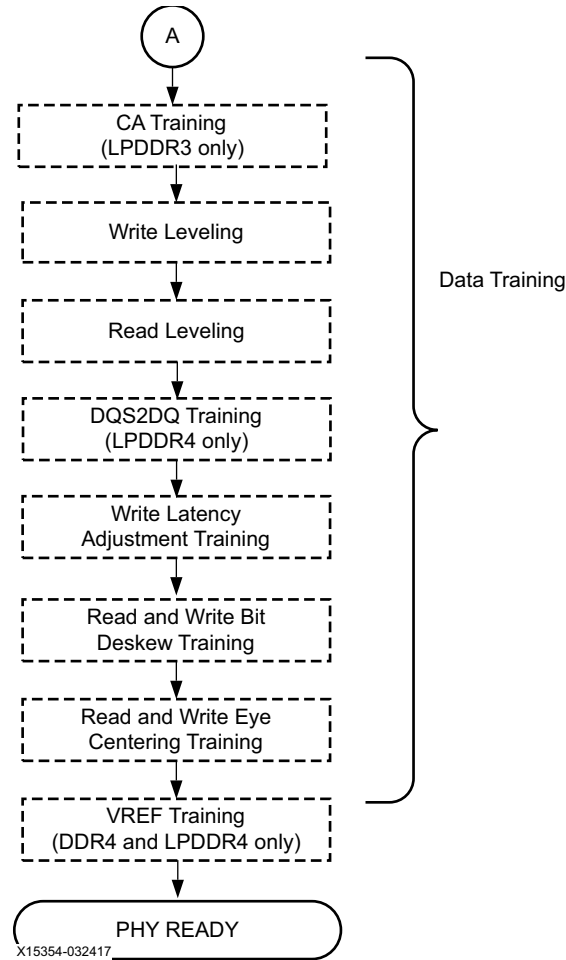 A
CA Training
(LPDDR3 only)
Write Leveling
Data Training
Read Leveling
DQS2DQ Training
(LPDDR4 only)
Write Latency
Adjustment Training
Read and Write Bit
Deskew Training
Read and Write Eye
Centering Training
VREF Training
(DDR4 and LPDDR4 only)
PHY READY
X15354-032417